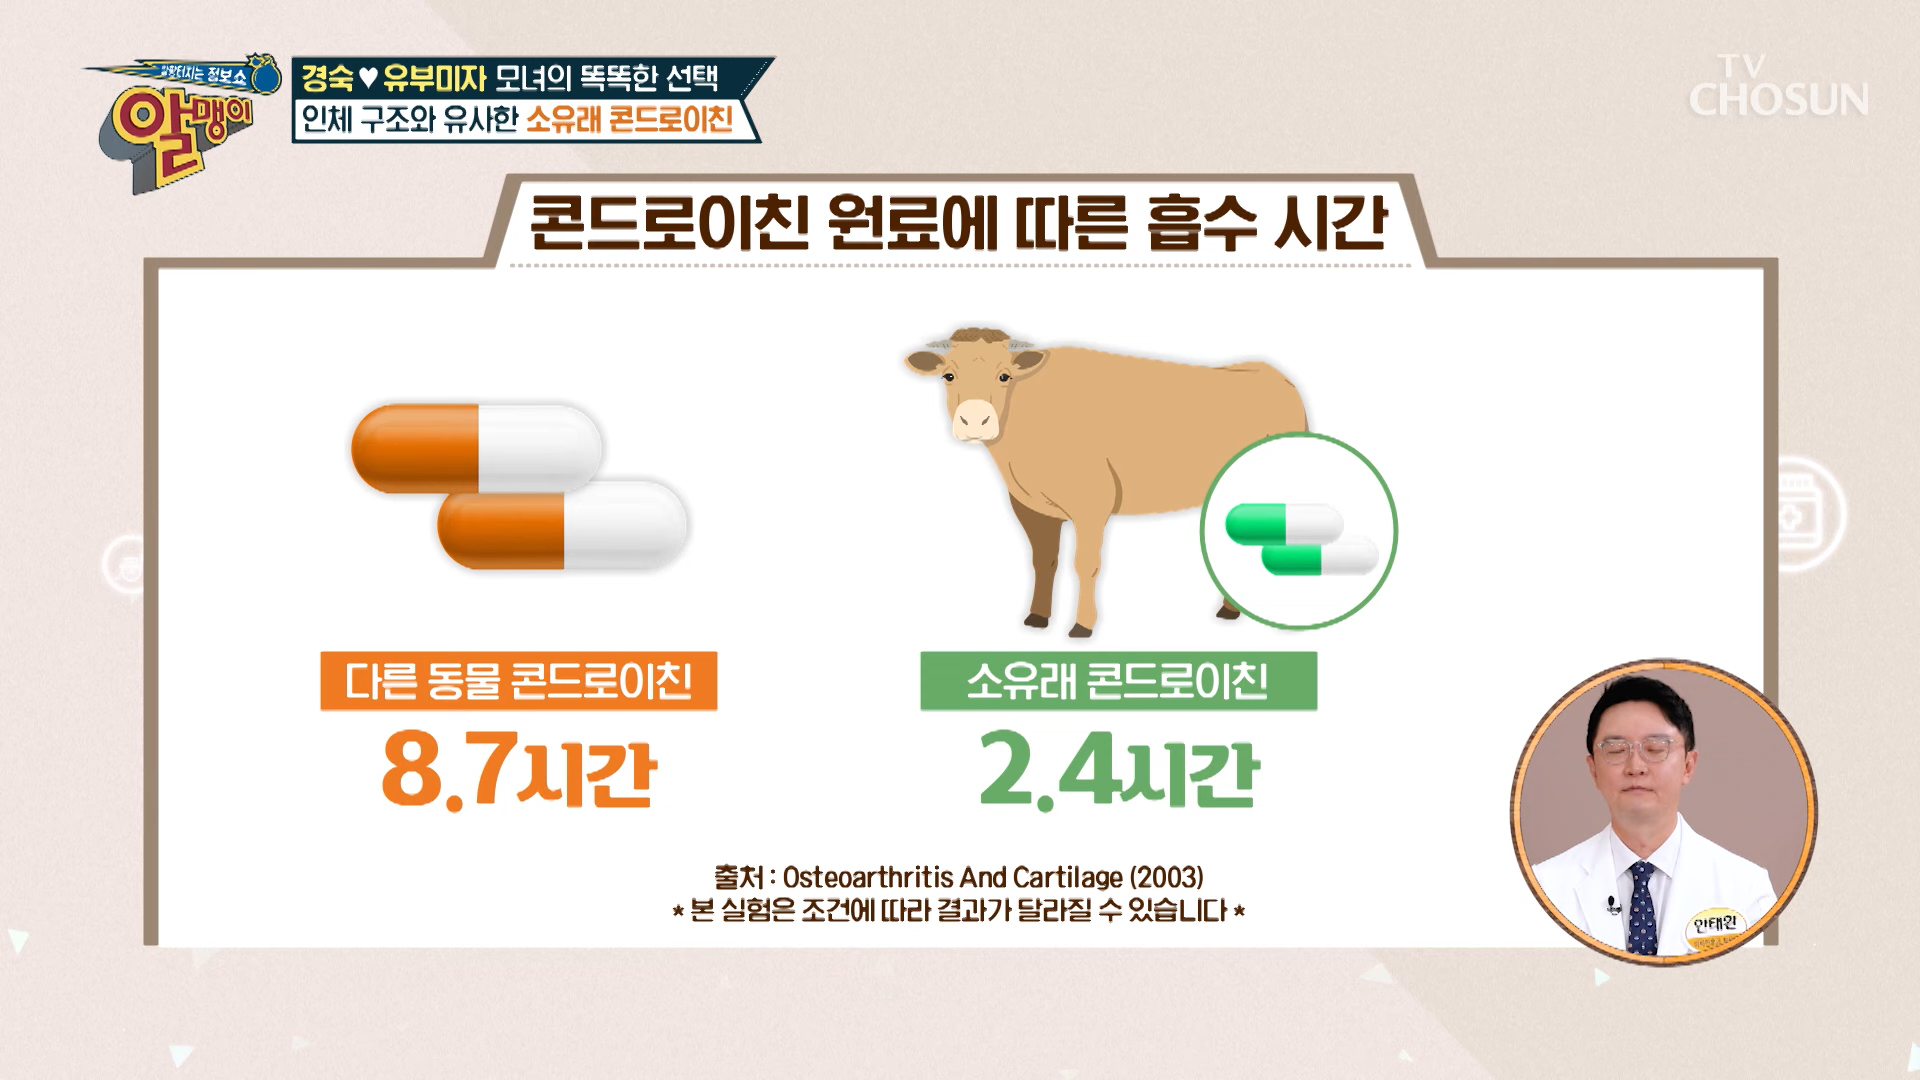 알맹이
경숙♥유부미자 모녀의 똑똑한 선택
인체 구조와 유사한 소유래 콘드로이친
TV
CHOSUN
콘드로이친 원료에 따른 흡수 시간
다른 동물 콘드로이친
소유래 콘드로이친
8.7시간
2.4시간
출처 : Osteoarthritis And Cartilage (2003)
* 본 실험은 조건에 따라 결과가 달라질 수 있습니다 *
안태환